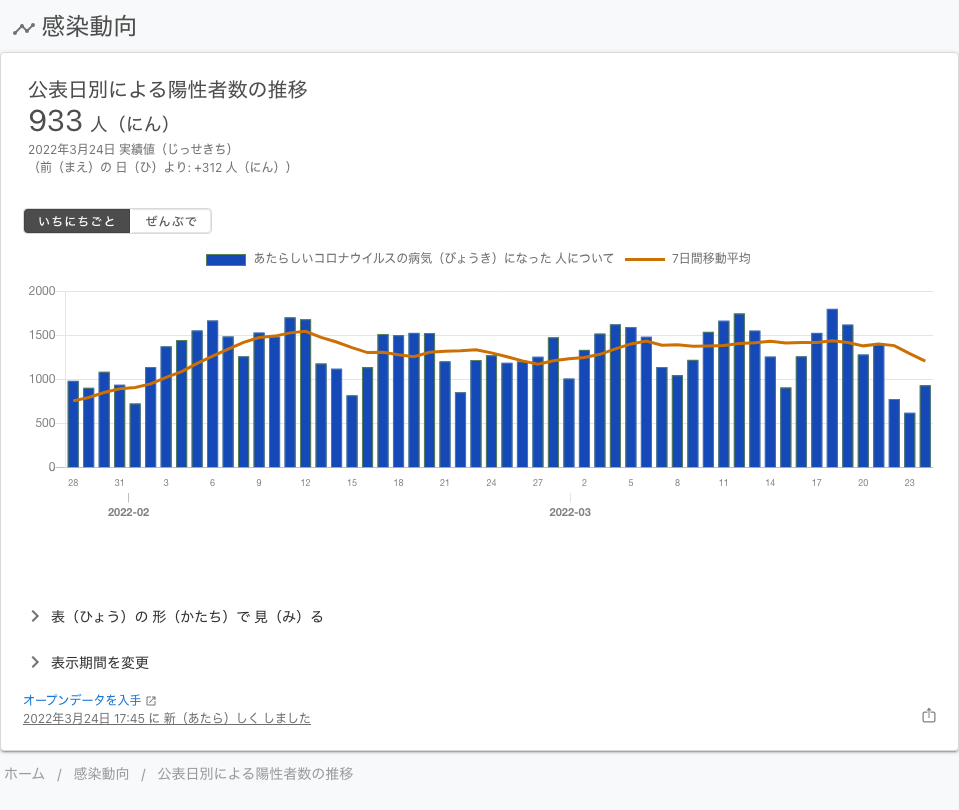 感染動向
公表日別による陽性者数の推移
933 人（にん）
2022年3月24日 実績値（じっせきち）
（前（まえ）の 日（ひ）より: +312 人（にん））
いちにちごと ぜんぶで
あたらしいコロナウイルスの病気（びょうき）になった 人について 7日間移動平均
2000
1500
1000
500
0
28 31 3 6 9 12 15 18 21 24 27 2 5 8 11 14 17 20 23
2022-02 2022-03
表（ひょう）の 形（かたち）で 見（み）る
表示期間を変更
オープンデータを入手
2022年3月24日 17:45 に 新（あたら）しく しました
ホーム / 感染動向 / 公表日別による陽性者数の推移